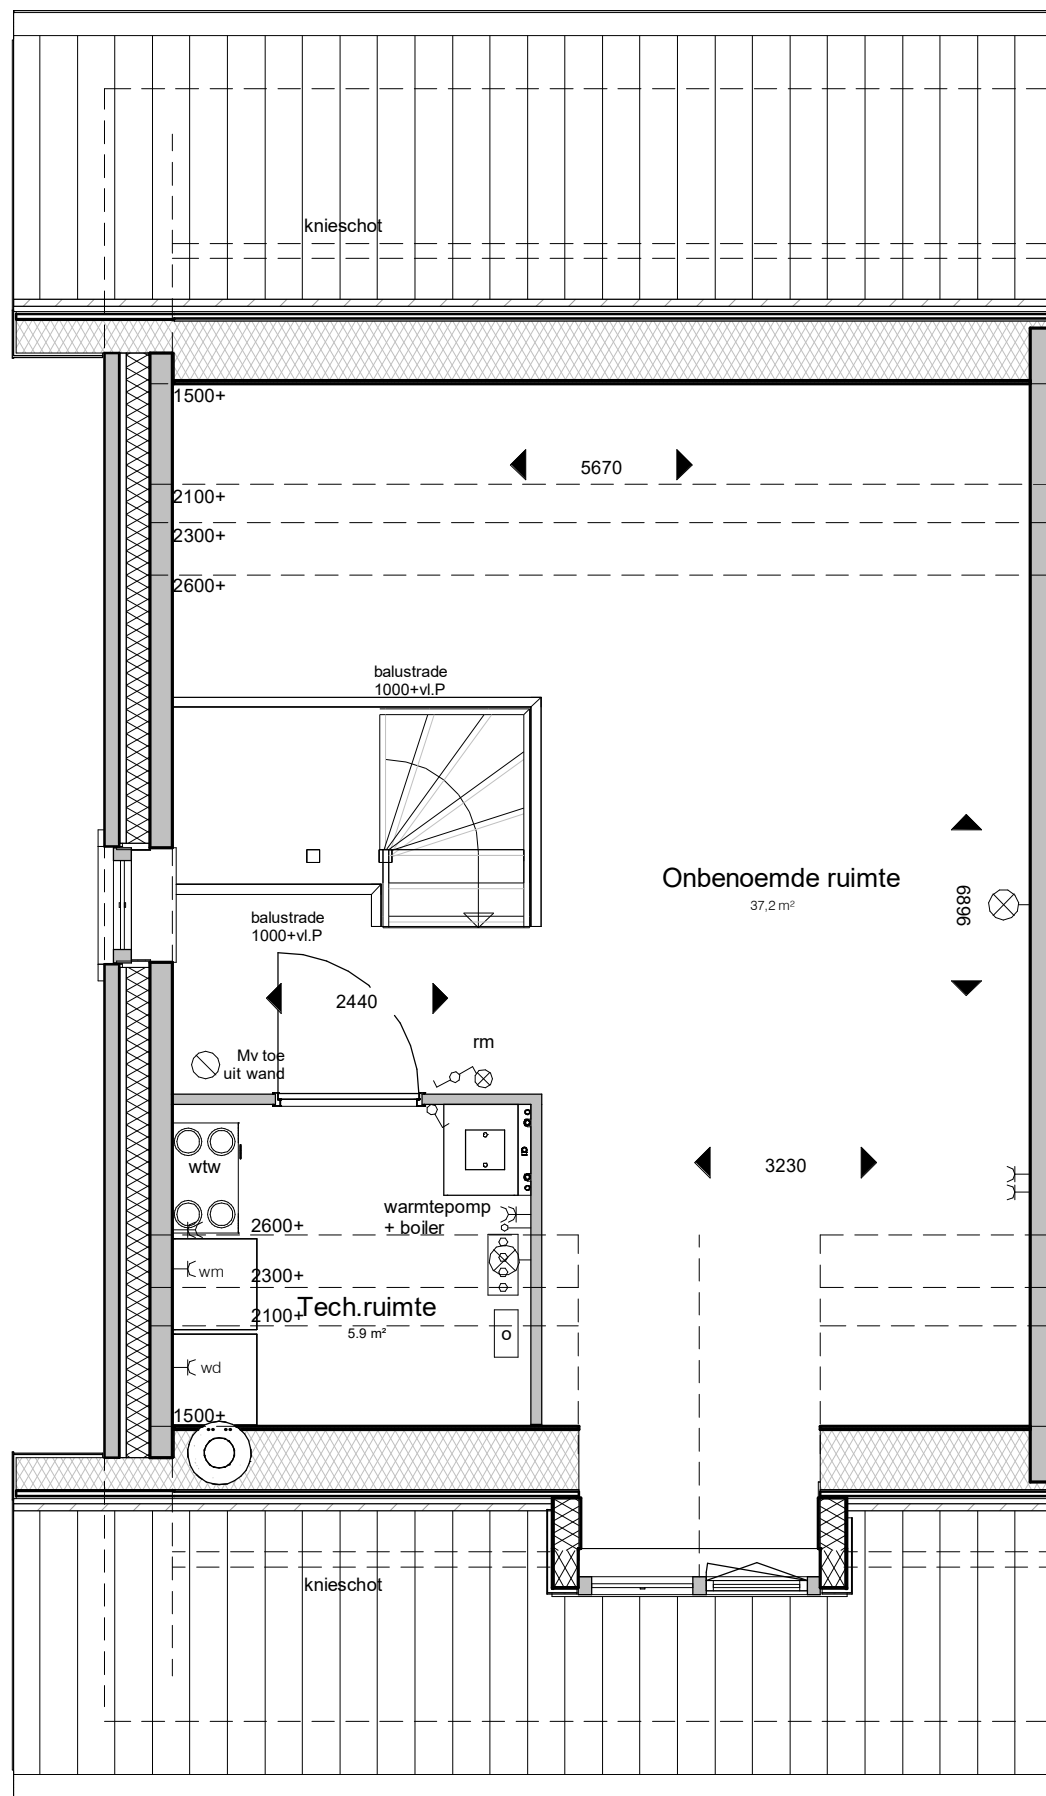 knieschot
1500+
5670
2100+
2300+
2600+
balustrade
1000+vl.P
Onbenoemde ruimte
37,2 m²
6896
balustrade
1000+vl.P
2440
rm
Mv toe
uit wand
wtw
3230
warmtepomp
+ boiler
2600+
wm
2300+
Tech.ruimte
2100+
5.9 m²
wd
1500+
knieschot